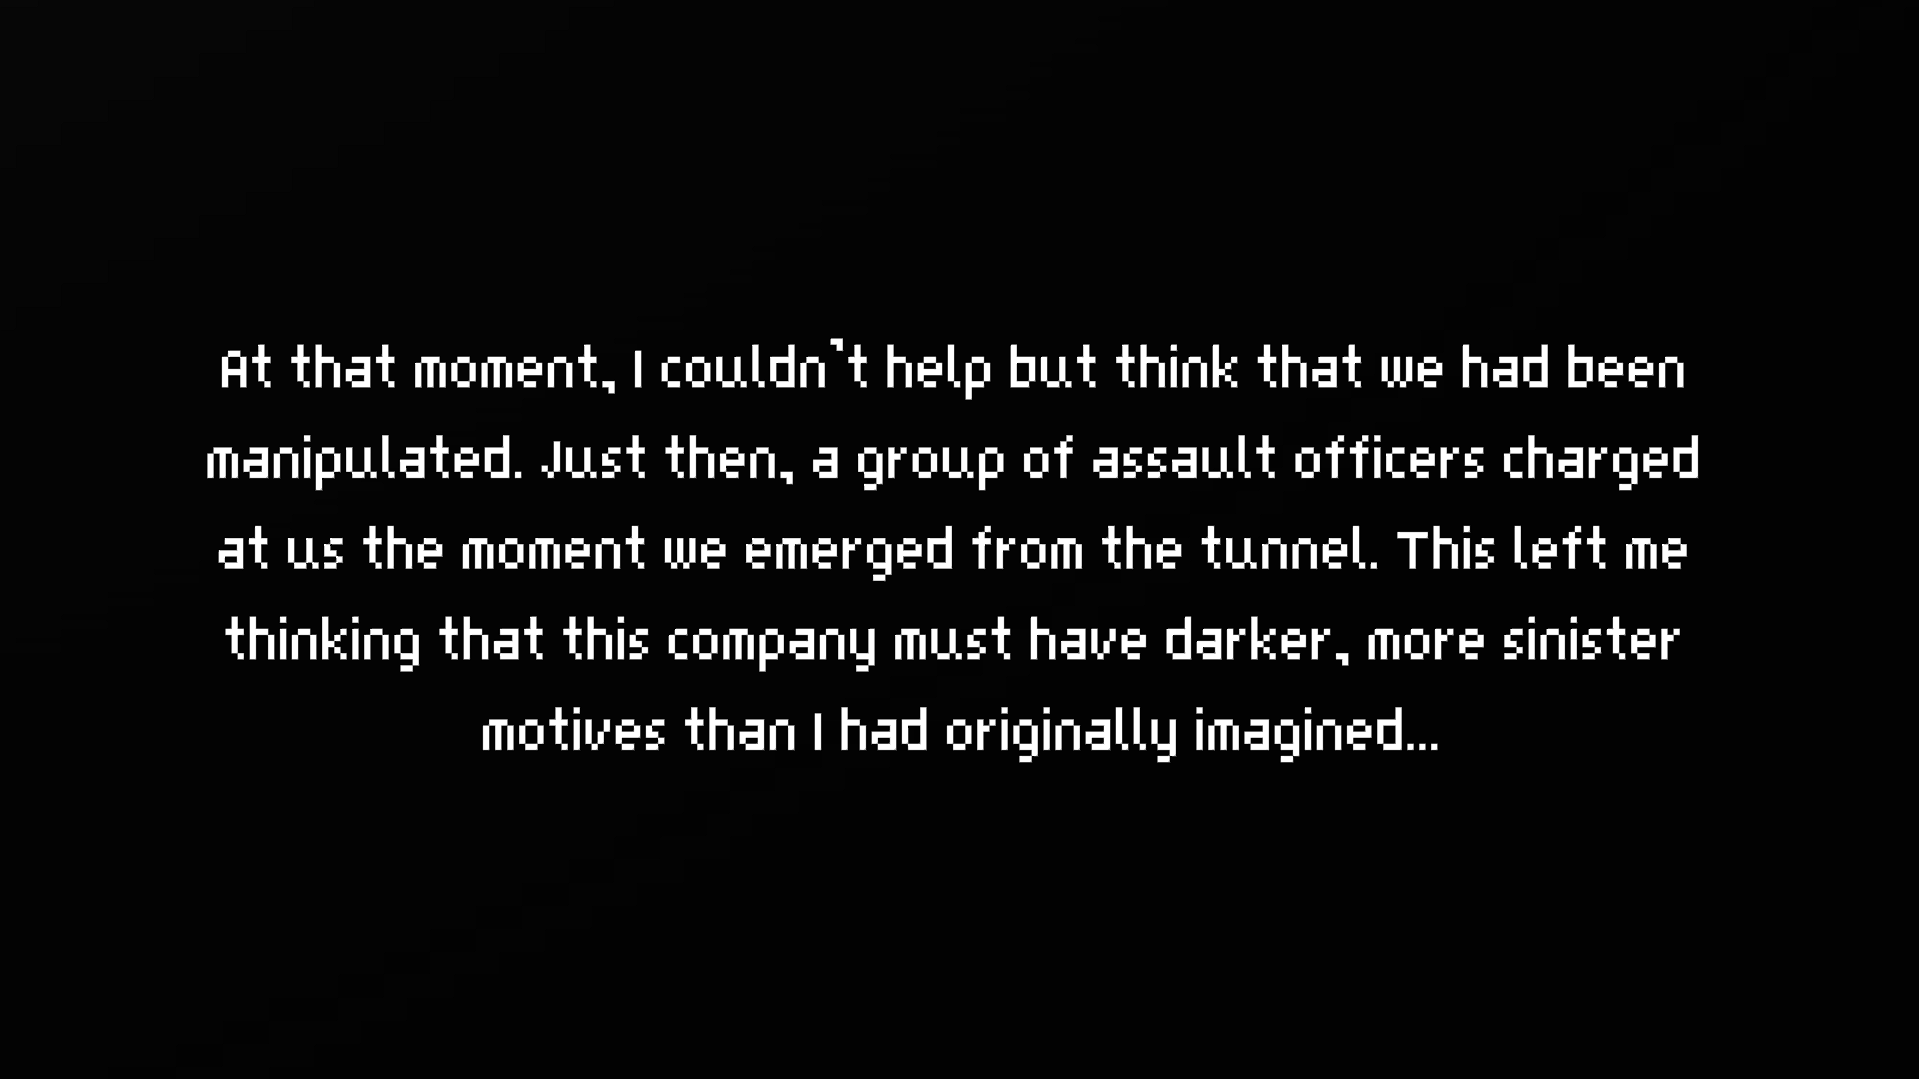 At that moment, I couldn't help but think that we had been
manipulated. Just then, a group of assault officers charged
at us the moment we emerged from the tunnel. This left me
thinking that this company must have darker, more sinister
motives than I had originally imagined...